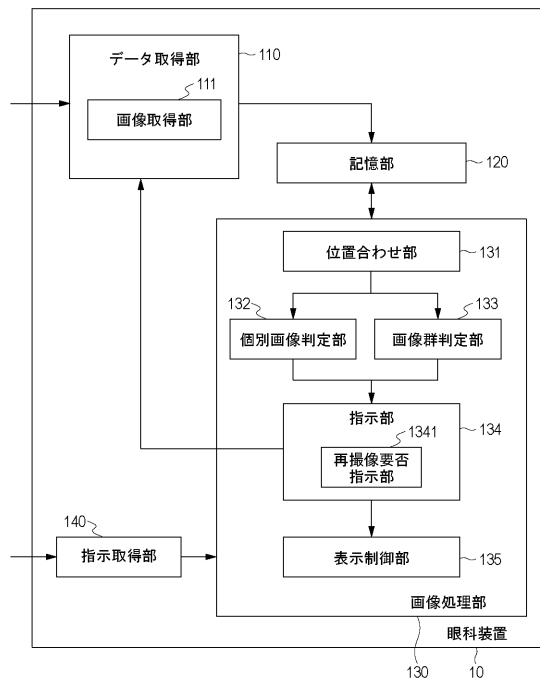 データ取得部
110
111
画像取得部
記憶部
120
位置合わせ部
131
132
133
個別画像判定部
画像群判定部
指示部
134
1341
再撮像要否
指示部
140
指示取得部
表示制御部
135
画像処理部
眼科装置
130
10